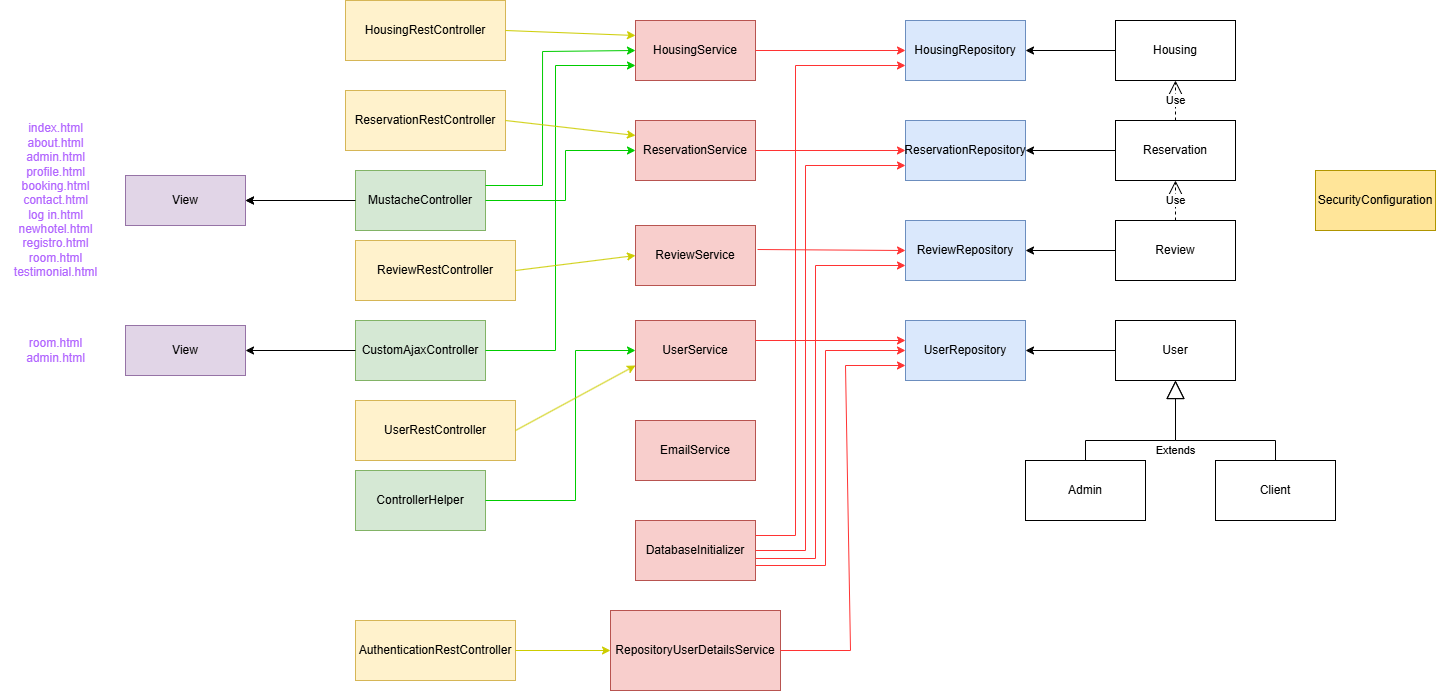 HousingRestController
HousingService
HousingRepository
Housing
Use
ReservationRestController
ReservationService
ReservationRepository
Reservation
Use
index.html
about.html
admin.html
profile.html
booking.html
contact.html
log in.html
newhotel.html
registro.html
room.html
testimonial.html
View
MustacheController
SecurityConfiguration
ReviewRestController
ReviewService
ReviewRepository
Review
room.html
admin.html
View
CustomAjaxController
UserService
UserRepository
User
UserRestController
EmailService
Extends
ControllerHelper
Admin
Client
DatabaseInitializer
AuthenticationRestController
RepositoryUserDetailsService